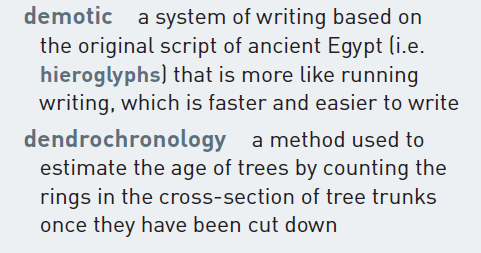 demotic a system of writing based on
the original script of ancient Egypt (i.e.
hieroglyphs) that is more like running
writing, which is faster and easier to write
dendrochronology a method used to
estimate the age of trees by counting the
rings in the cross-section of tree trunks
once they have been cut down